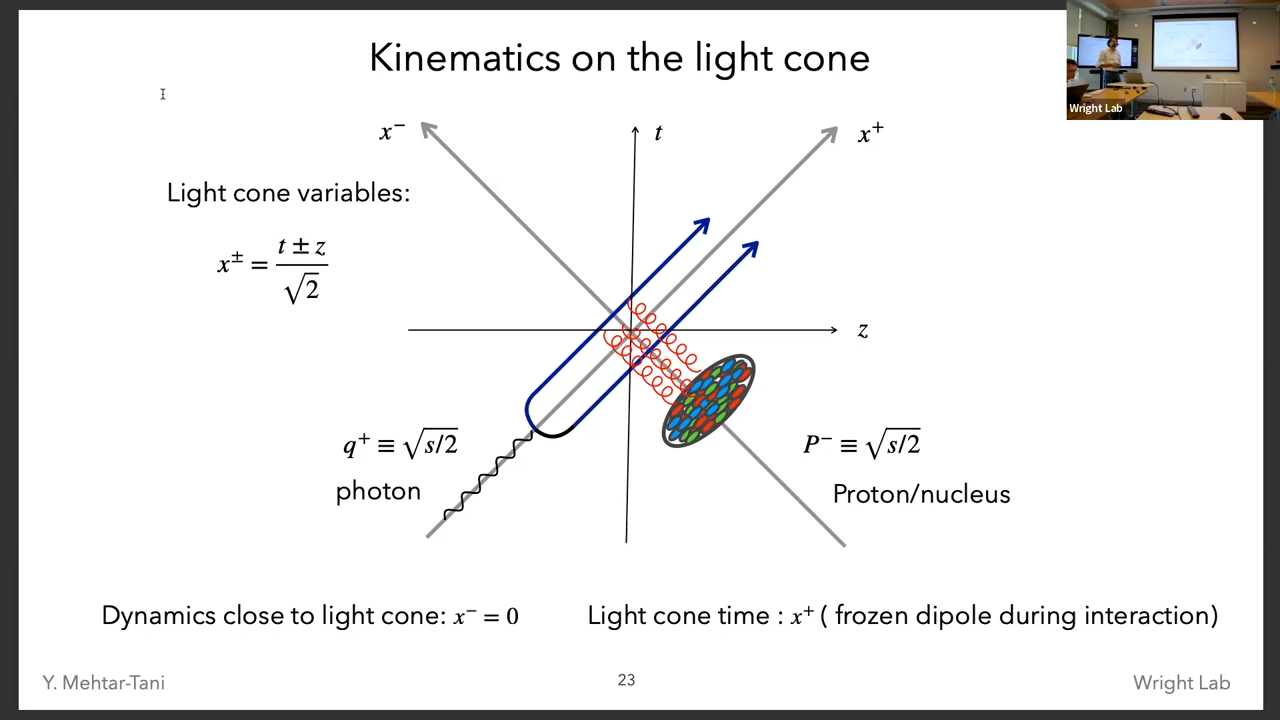 Kinematics on the light cone
Wright Lab
x⁻
t
x⁺
Light cone variables:
x± = (t ± z)/√2
z
q⁺ ≡ √s/2
P⁻ ≡ √s/2
photon
Proton/nucleus
Dynamics close to light cone: x⁻ = 0
Light cone time : x⁺ ( frozen dipole during interaction)
Y. Mehtar-Tani
23
Wright Lab